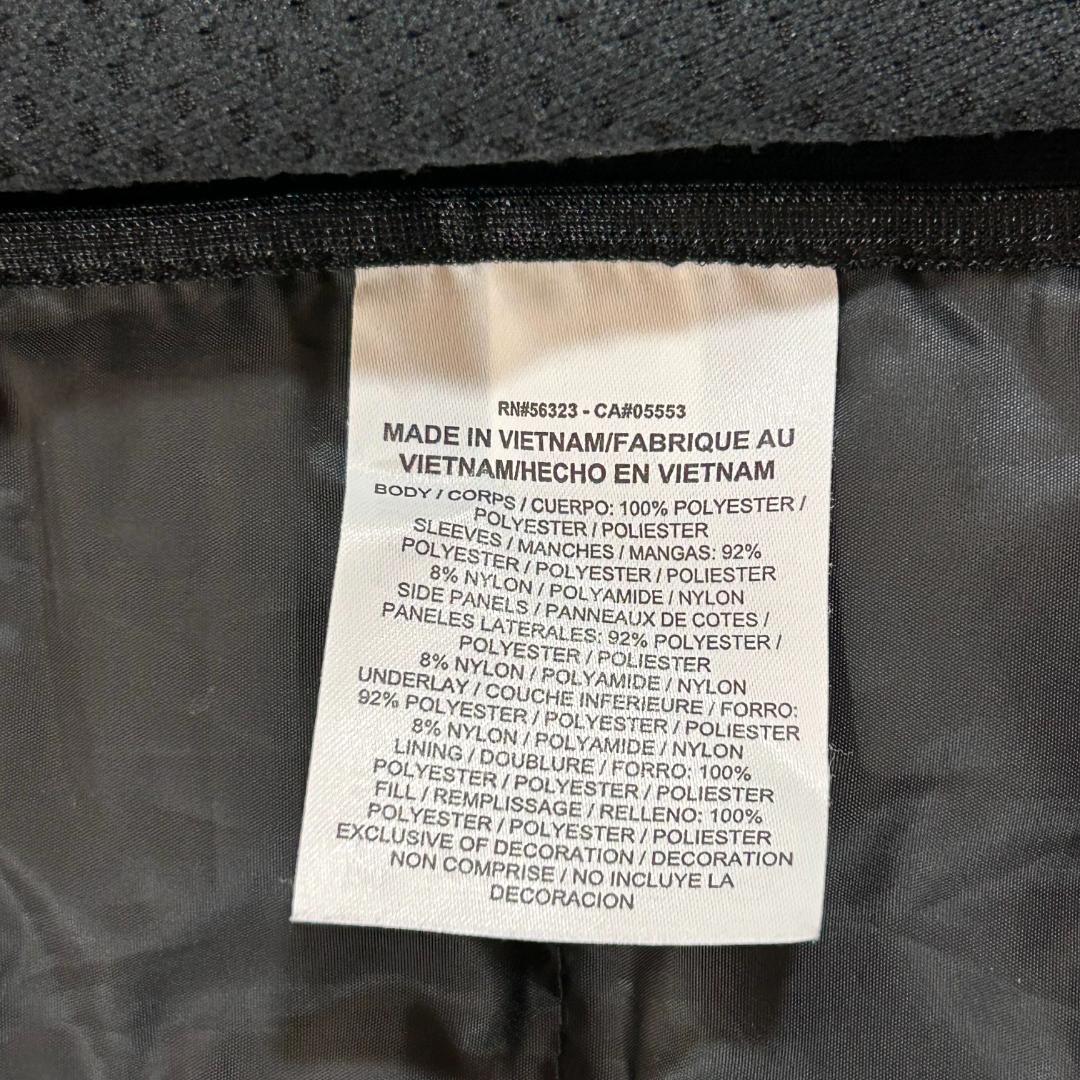 RN#56323 - CA#05553
MADE IN VIETNAM/FABRIQUE AU
VIETNAM/HECHO EN VIETNAM
BODY / CORPS / CUERPO: 100% POLYESTER /
POLYESTER / POLIESTER
SLEEVES / MANCHES / MANGAS: 92%
POLYESTER / POLYESTER / POLIESTER
8% NYLON / POLYAMIDE / NYLON
SIDE PANELS / PANNEAUX DE COTES /
PANELES LATERALES: 92% POLYESTER /
POLYESTER / POLIESTER
8% NYLON / POLYAMIDE / NYLON
UNDERLAY / COUCHE INFERIEURE / FORRO:
92% POLYESTER / POLYESTER / POLIESTER
8% NYLON / POLYAMIDE / NYLON
LINING / DOUBLURE / FORRO: 100%
POLYESTER / POLYESTER / POLIESTER
FILL / REMPLISSAGE / RELLENO: 100%
POLYESTER / POLYESTER / POLIESTER
EXCLUSIVE OF DECORATION / DECORATION
NON COMPRISE / NO INCLUYE LA
DECORACION